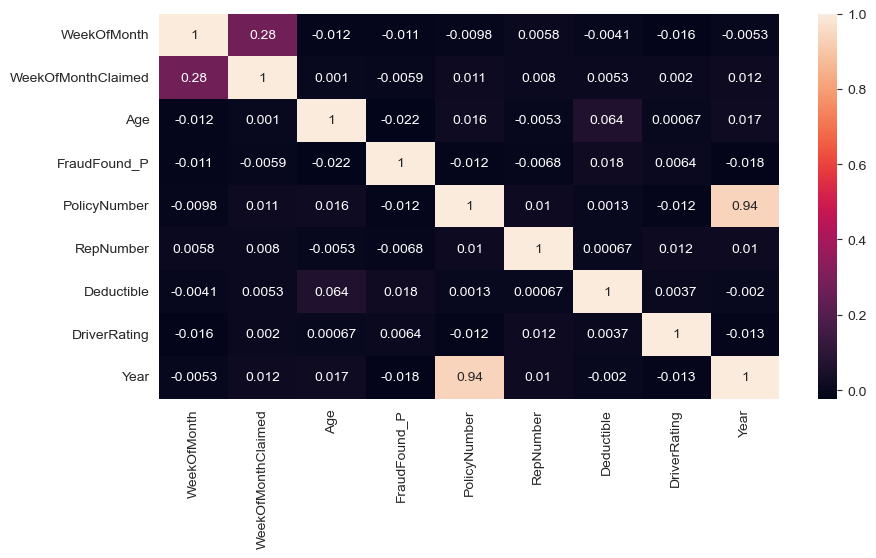 WeekOfMonth 1 0.28 -0.012 -0.011 -0.0098 0.0058 -0.0041 -0.016 -0.0053
WeekOfMonthClaimed 0.28 1 0.001 -0.0059 0.011 0.008 0.0053 0.002 0.012
Age -0.012 0.001 1 -0.022 0.016 -0.0053 0.064 0.00067 0.017
FraudFound_P -0.011 -0.0059 -0.022 1 -0.012 -0.0068 0.018 0.0064 -0.018
PolicyNumber -0.0098 0.011 0.016 -0.012 1 0.01 0.0013 -0.012 0.94
RepNumber 0.0058 0.008 -0.0053 -0.0068 0.01 1 0.00067 0.012 0.01
Deductible -0.0041 0.0053 0.064 0.018 0.0013 0.00067 1 0.0037 -0.002
DriverRating -0.016 0.002 0.00067 0.0064 -0.012 0.012 0.0037 1 -0.013
Year -0.0053 0.012 0.017 -0.018 0.94 0.01 -0.002 -0.013 1
WeekOfMonth
WeekOfMonthClaimed
Age
FraudFound_P
PolicyNumber
RepNumber
Deductible
DriverRating
Year
1.0
0.8
0.6
0.4
0.2
0.0